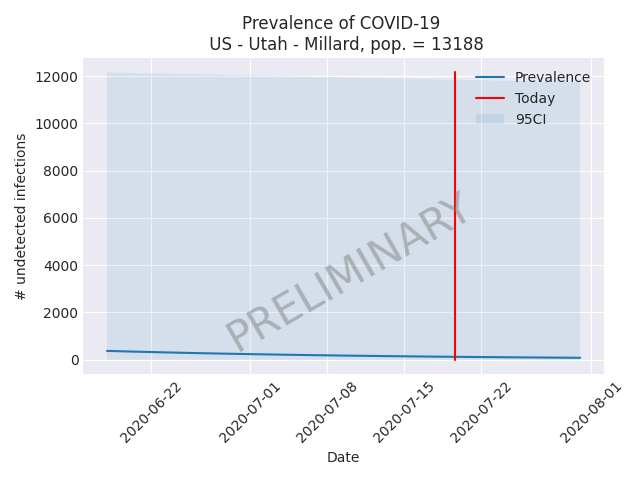 Prevalence of COVID-19
US - Utah - Millard, pop. = 13188
12000
10000
8000
6000
4000
2000
0
# undetected infections
Prevalence
Today
95CI
PRELIMINARY
2020-06-22
2020-07-01
2020-07-08
2020-07-15
2020-07-22
2020-08-01
Date